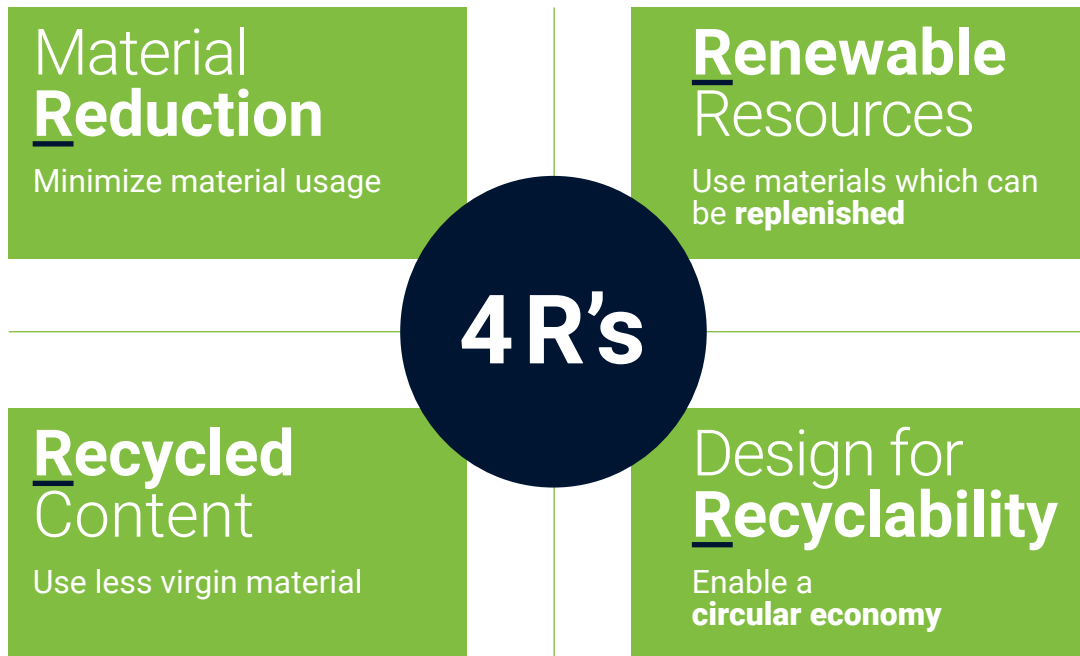 Material
Reduction
Minimize material usage
Renewable
Resources
Use materials which can
be replenished
4 R’s
Recycled
Content
Use less virgin material
Design for
Recyclability
Enable a
circular economy